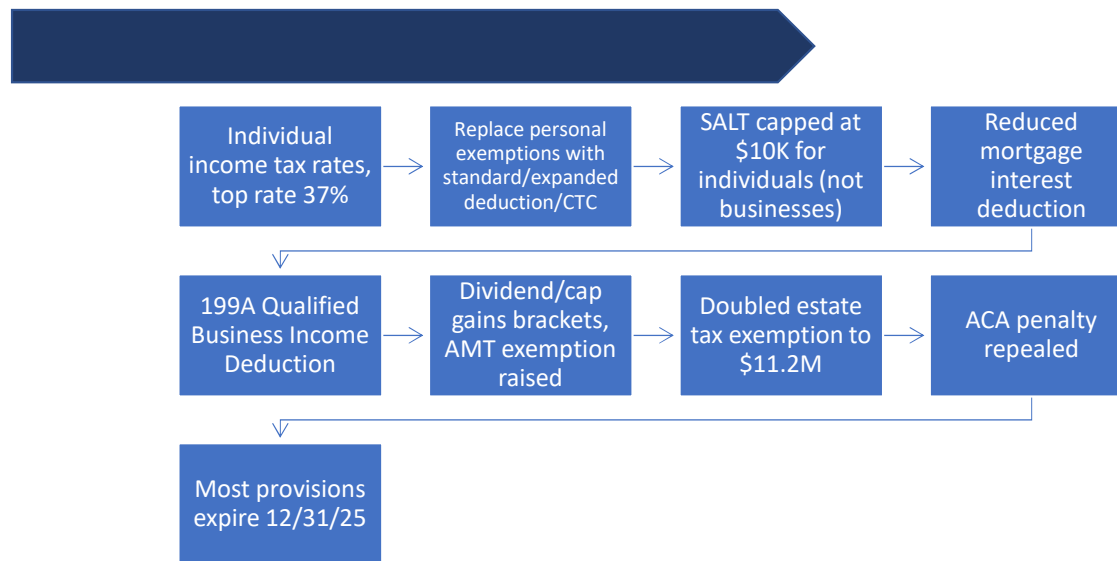 Individual
income tax rates,
top rate 37%
Replace personal
exemptions with
standard/expanded
deduction/CTC
SALT capped at
$10K for
individuals (not
businesses)
Reduced
mortgage
interest
deduction
199A Qualified
Business Income
Deduction
Dividend/cap
gains brackets,
AMT exemption
raised
Doubled estate
tax exemption to
$11.2M
ACA penalty
repealed
Most provisions
expire 12/31/25